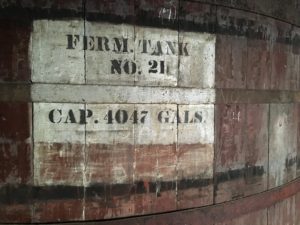 FERM. TANK
NO. 21
CAP. 4047 GALS.